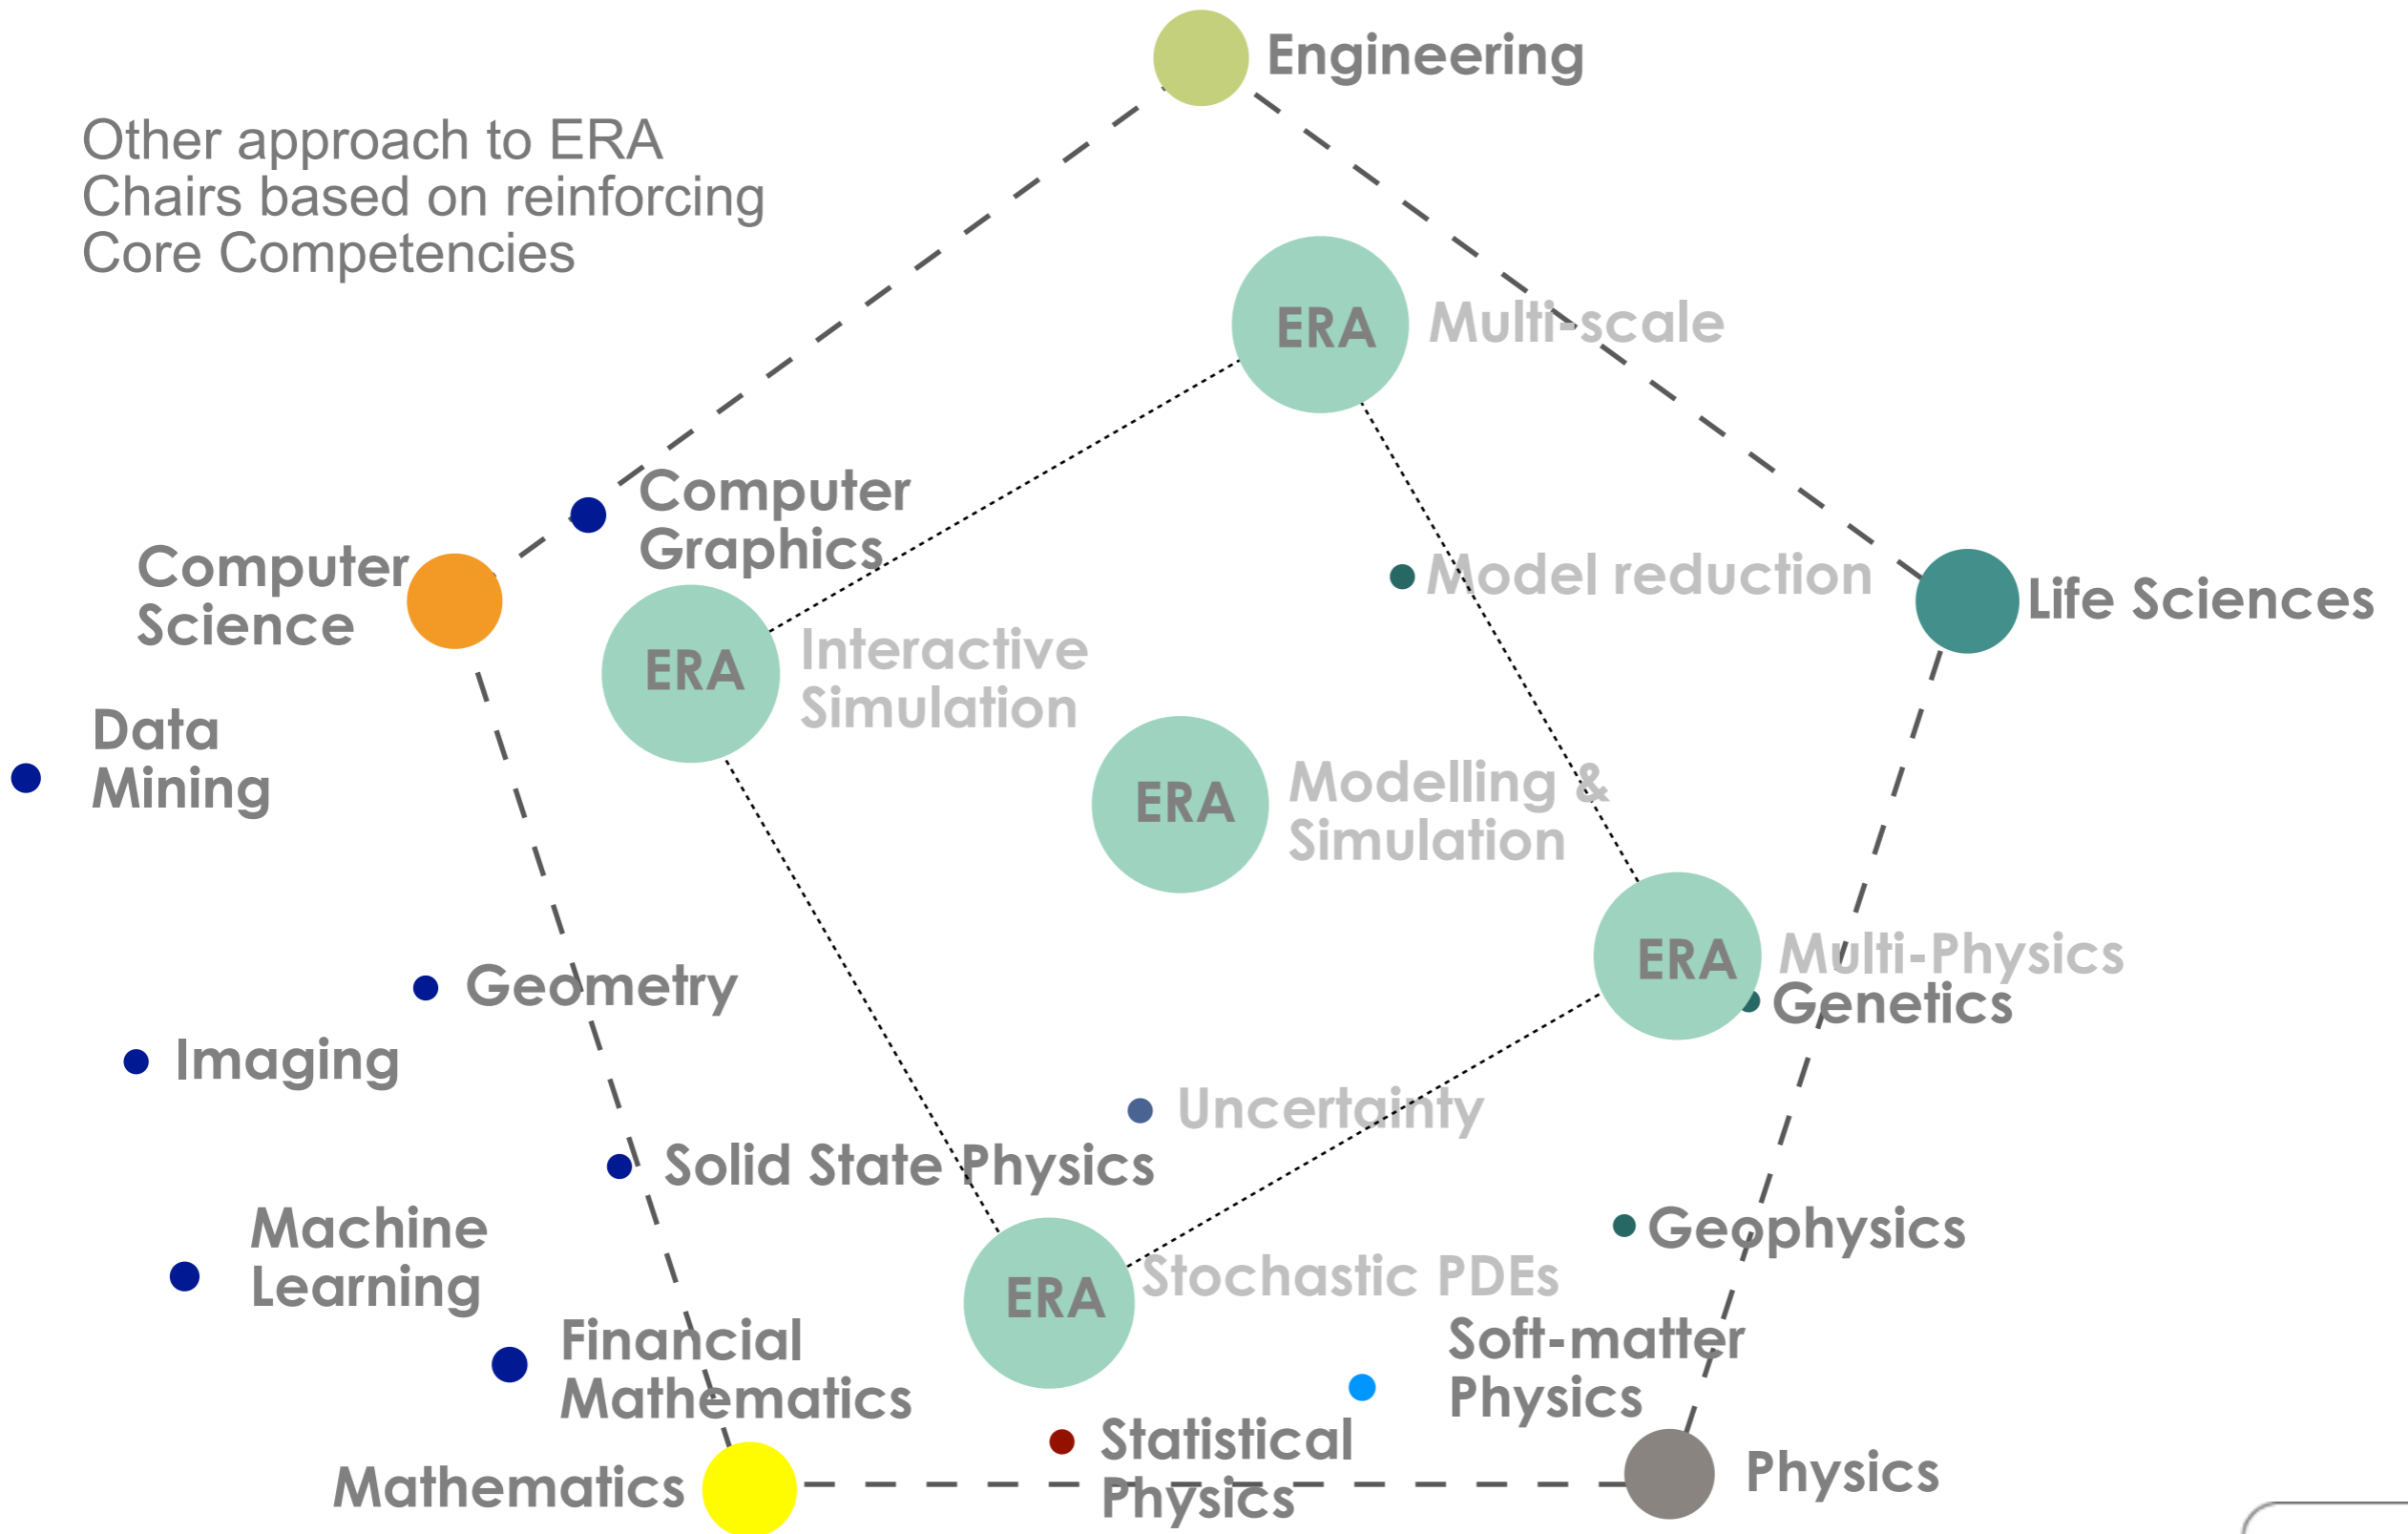 Engineering
Other approach to ERA
Chairs based on reinforcing
Core Competencies
ERA
Multi-scale
Computer
Graphics
Computer
Science
Model reduction
Life Sciences
ERA
Interactive
Simulation
Data
Mining
ERA
Modelling &
Simulation
ERA
Multi-Physics
Genetics
Geometry
Imaging
Uncertainty
Solid State Physics
Machine
Learning
Geophysics
ERA
Stochastic PDEs
Financial
Mathematics
Soft-matter
Physics
Statistical
Physics
Mathematics
Physics